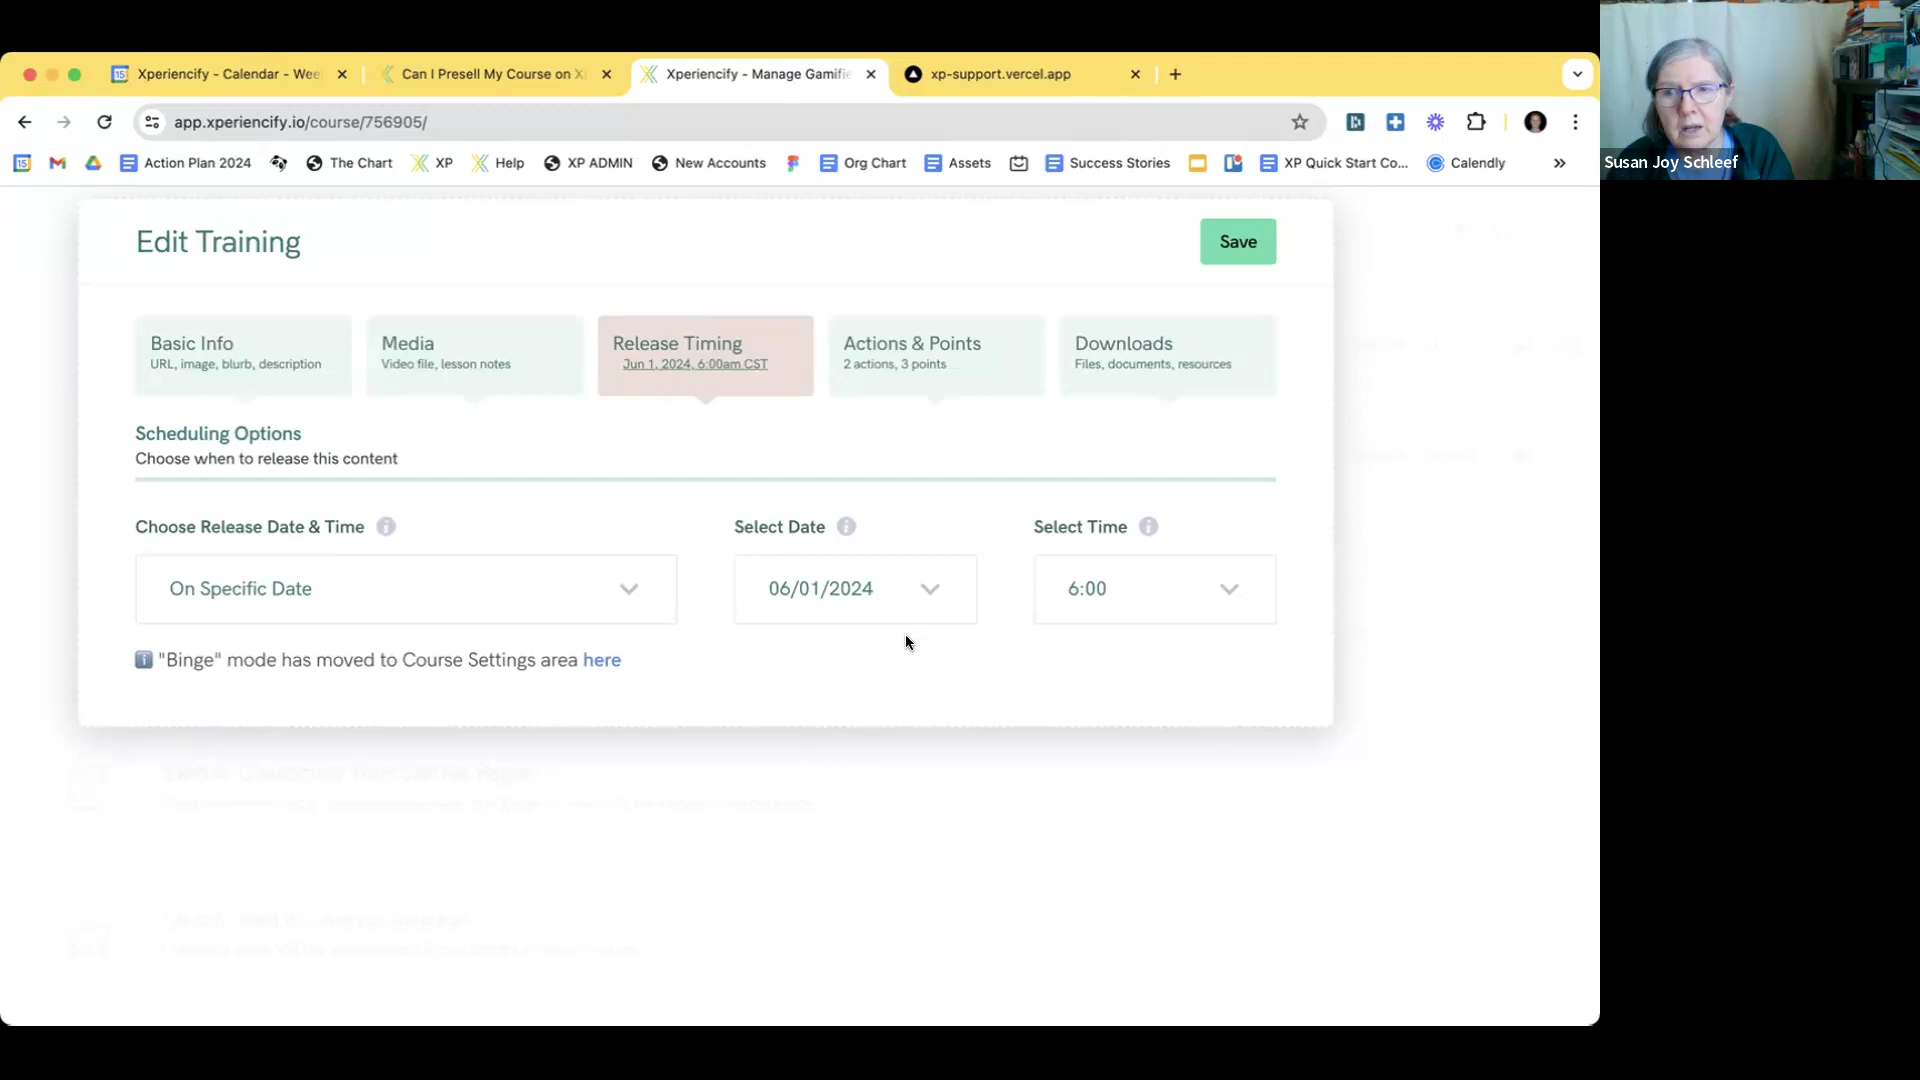 Xperiencify - Calendar - Wee
Can I Presell My Course on X
Xperiencify - Manage Gamifie
xp-support.vercel.app
app.xperiencify.io/course/756905/
15
Action Plan 2024
The Chart
XP
Help
XP ADMIN
New Accounts
Org Chart
Assets
Success Stories
XP Quick Start Co...
Calendly
Susan Joy Schleef
Edit Training
Save
Basic Info
URL, image, blurb, description
Media
Video file, lesson notes
Release Timing
Jun 1, 2024, 6:00am CST
Actions & Points
2 actions, 3 points
Downloads
Files, documents, resources
Scheduling Options
Choose when to release this content
Choose Release Date & Time
Select Date
Select Time
On Specific Date
06/01/2024
6:00
"Binge" mode has moved to Course Settings area here